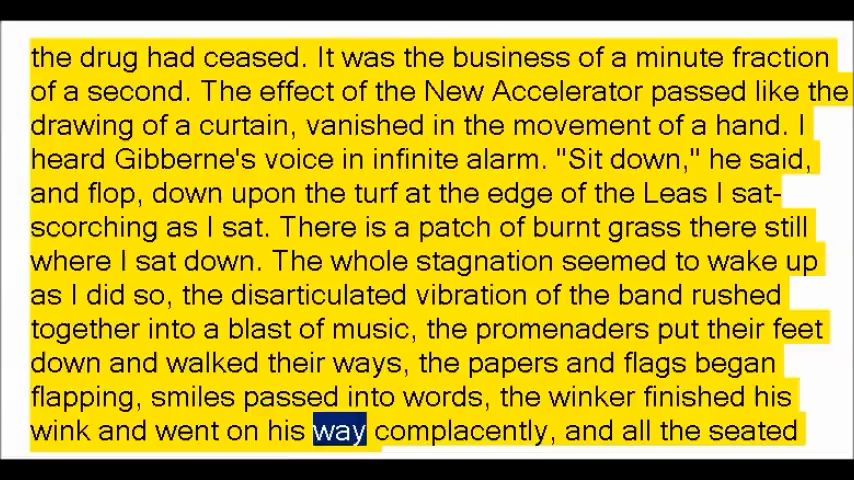 the drug had ceased. It was the business of a minute fraction
of a second. The effect of the New Accelerator passed like the
drawing of a curtain, vanished in the movement of a hand. I
heard Gibberne's voice in infinite alarm. "Sit down," he said,
and flop, down upon the turf at the edge of the Leas I sat-
scorching as I sat. There is a patch of burnt grass there still
where I sat down. The whole stagnation seemed to wake up
as I did so, the disarticulated vibration of the band rushed
together into a blast of music, the promenaders put their feet
down and walked their ways, the papers and flags began
flapping, smiles passed into words, the winker finished his
wink and went on his way complacently, and all the seated